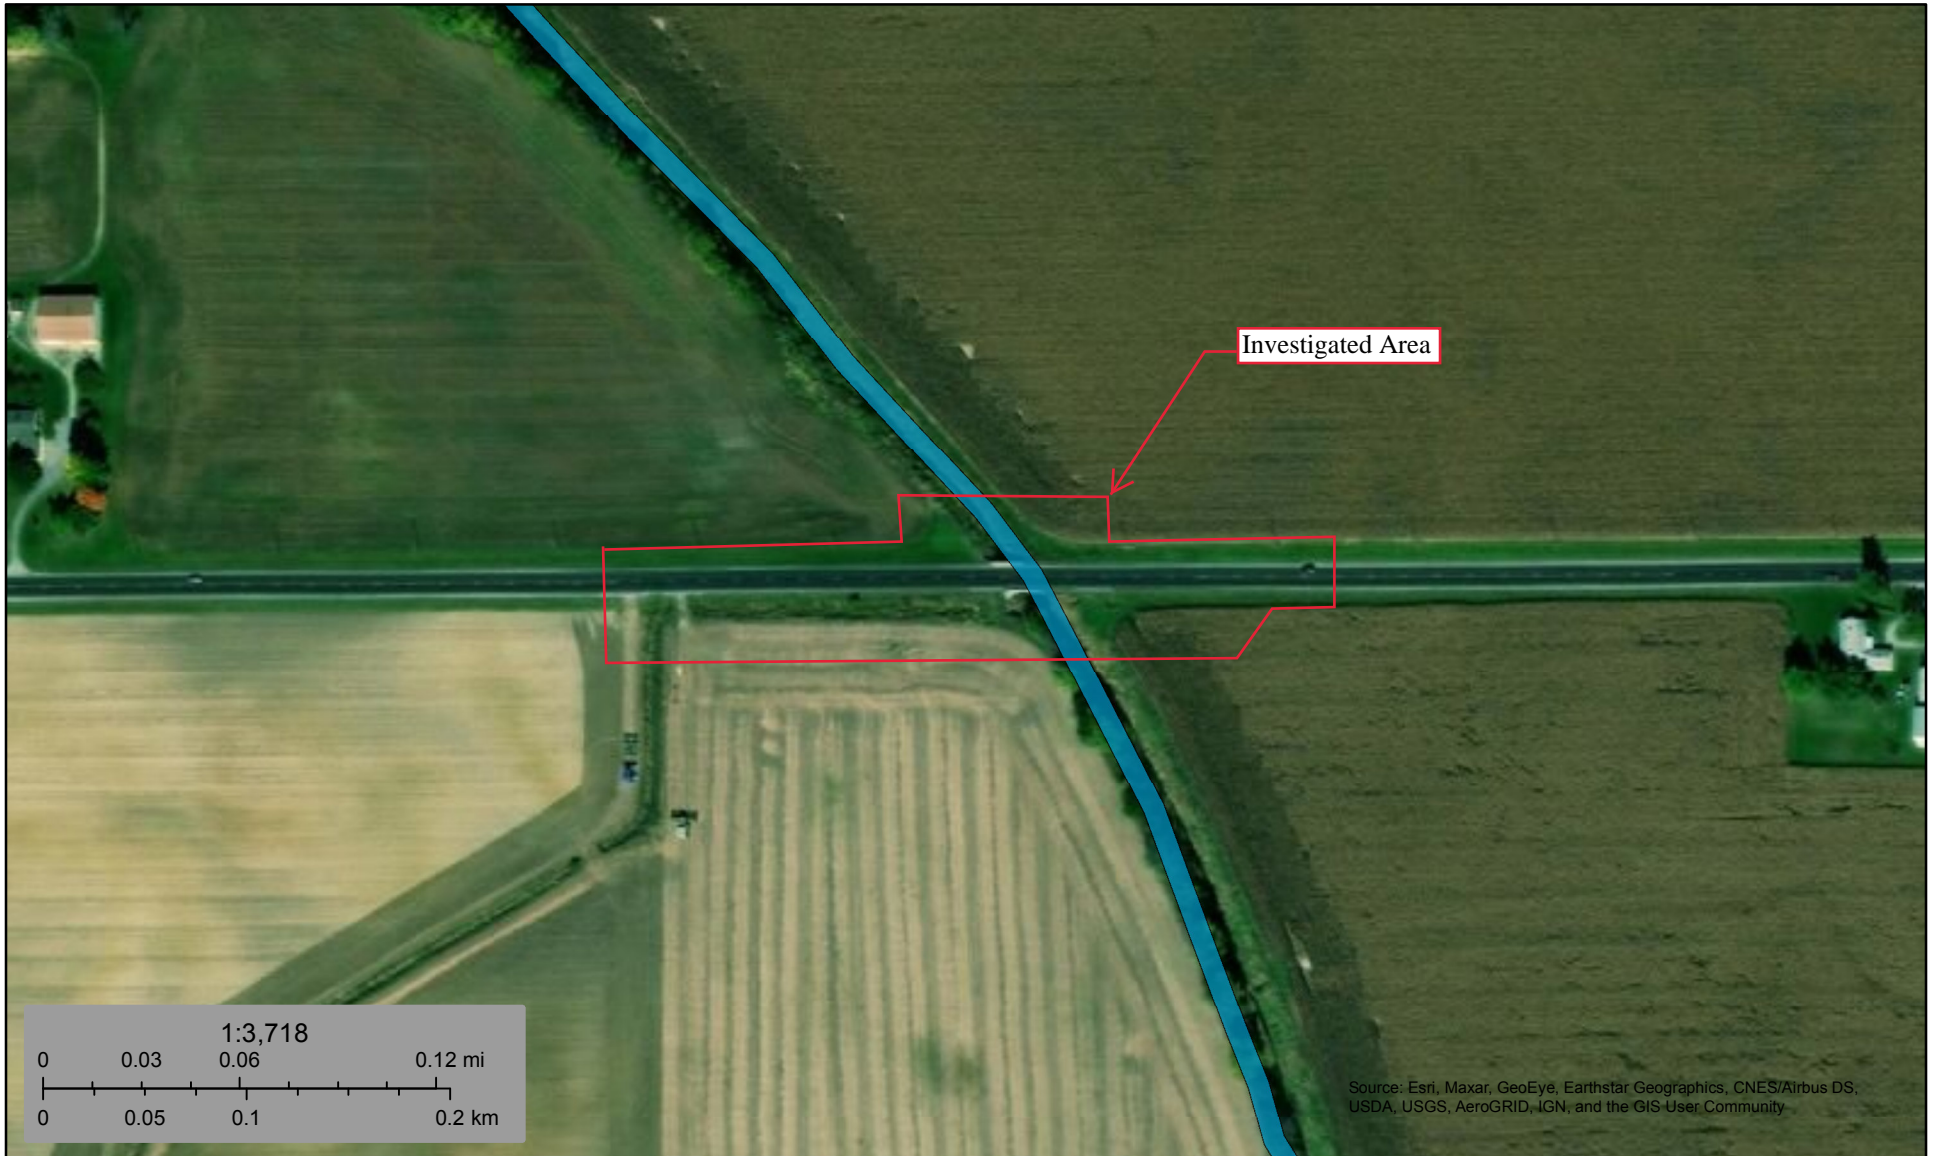 Investigated Area
1:3,718
0 0.03 0.06 0.12 mi
0 0.05 0.1 0.2 km
Source: Esri, Maxar, GeoEye, Earthstar Geographics, CNES/Airbus DS,
USDA, USGS, AeroGRID, IGN, and the GIS User Community